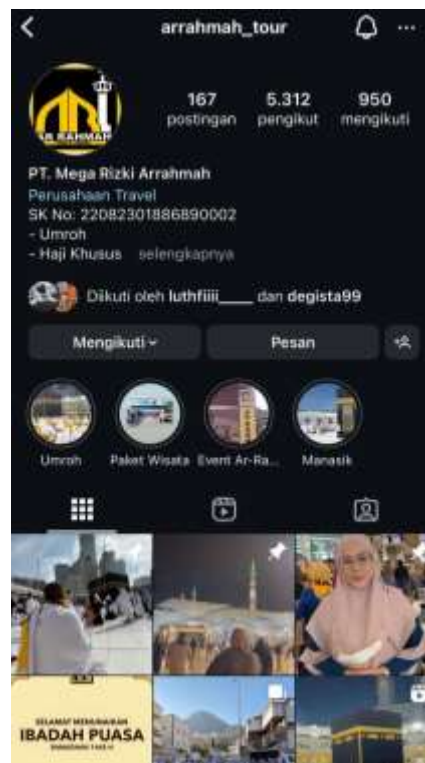 arrahmah_tour
167 5.312 950
postingan pengikut mengikuti
AR RAHMAH
PT. Mega Rizki Arrahmah
Perusahaan Travel
SK No: 22082301886890002
- Umroh
- Haji Khusus selengkapnya
Diikuti oleh luthfiiii____ dan degista99
Mengikuti Pesan
Umroh Paket Wisata Event Ar-Ra... Manasik
SELAMAT MENUNAIKAN
IBADAH PUASA